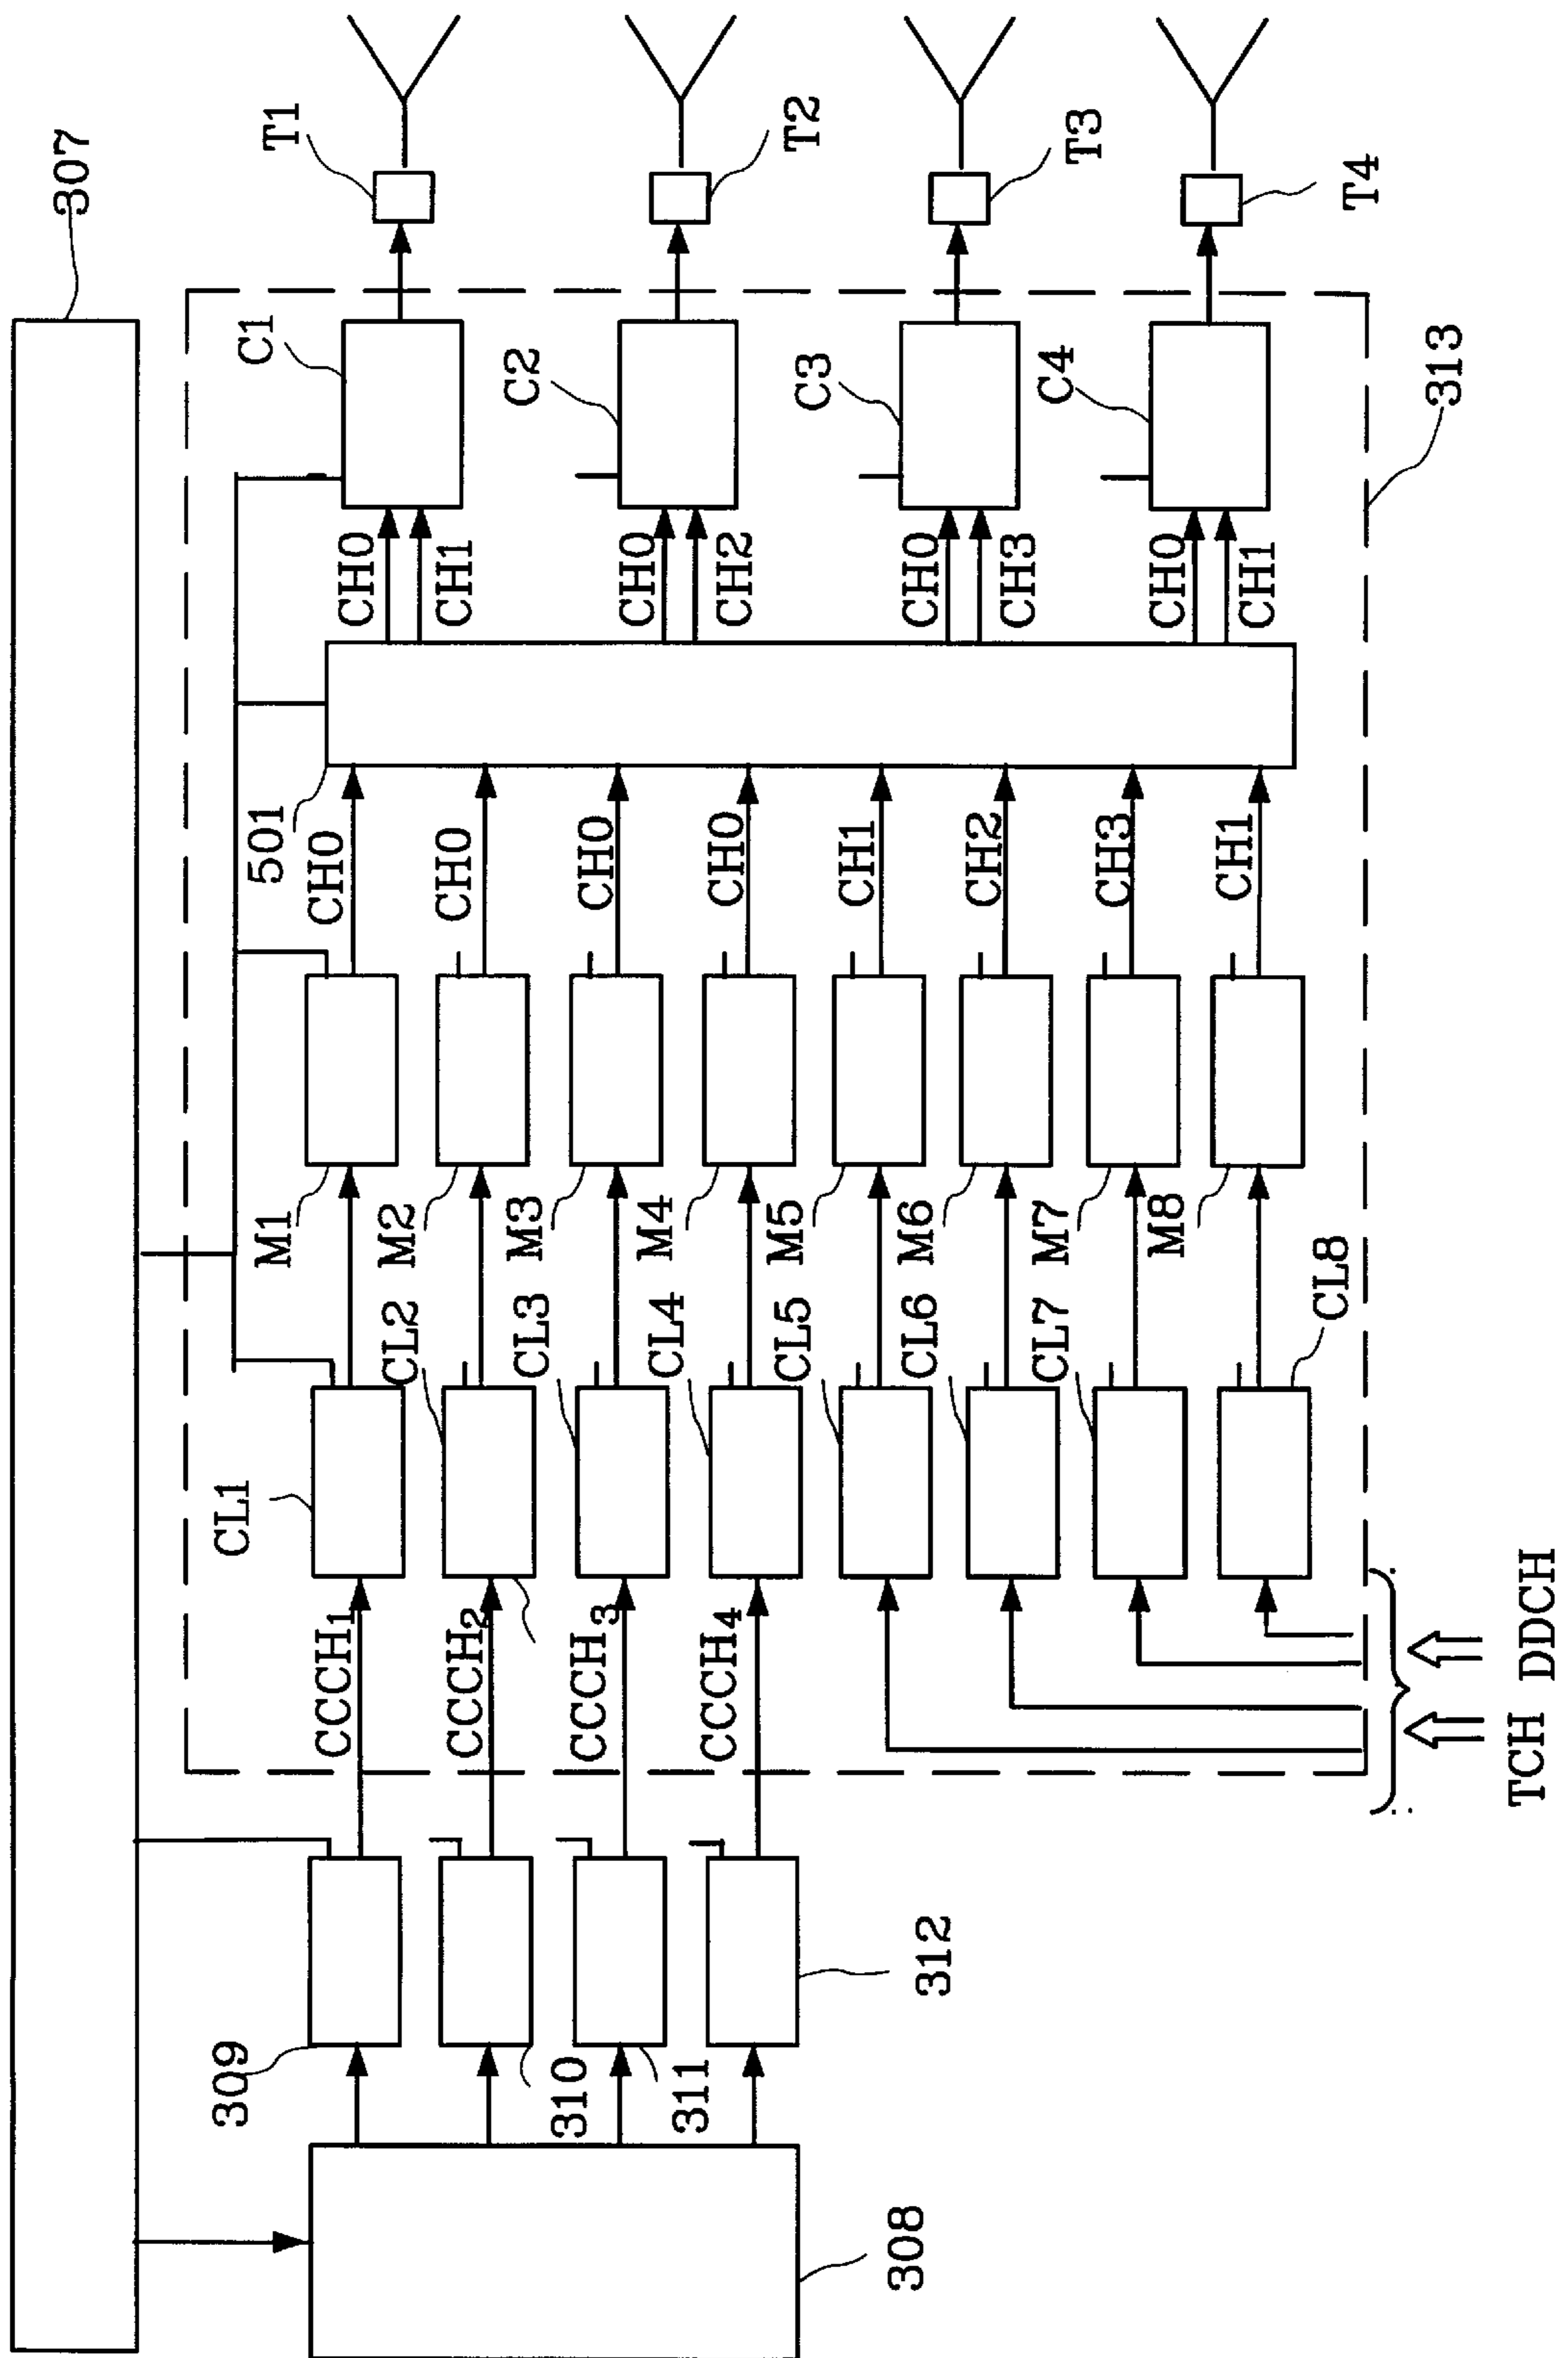 307
T1
T2
T3
T4
C1
C2
C3
C4
313
CH0
CH1
CH0
CH2
CH0
CH3
CH0
CH1
501
CH0
CH0
CH0
CH0
CH1
CH2
CH3
CH1
M1
M2
M3
M4
M5
M6
M7
M8
CL1
CL2
CL3
CL4
CL5
CL6
CL7
CL8
CCCH1
CCCH2
CCCH3
CCCH4
TCH DDCH
309
310
311
312
308